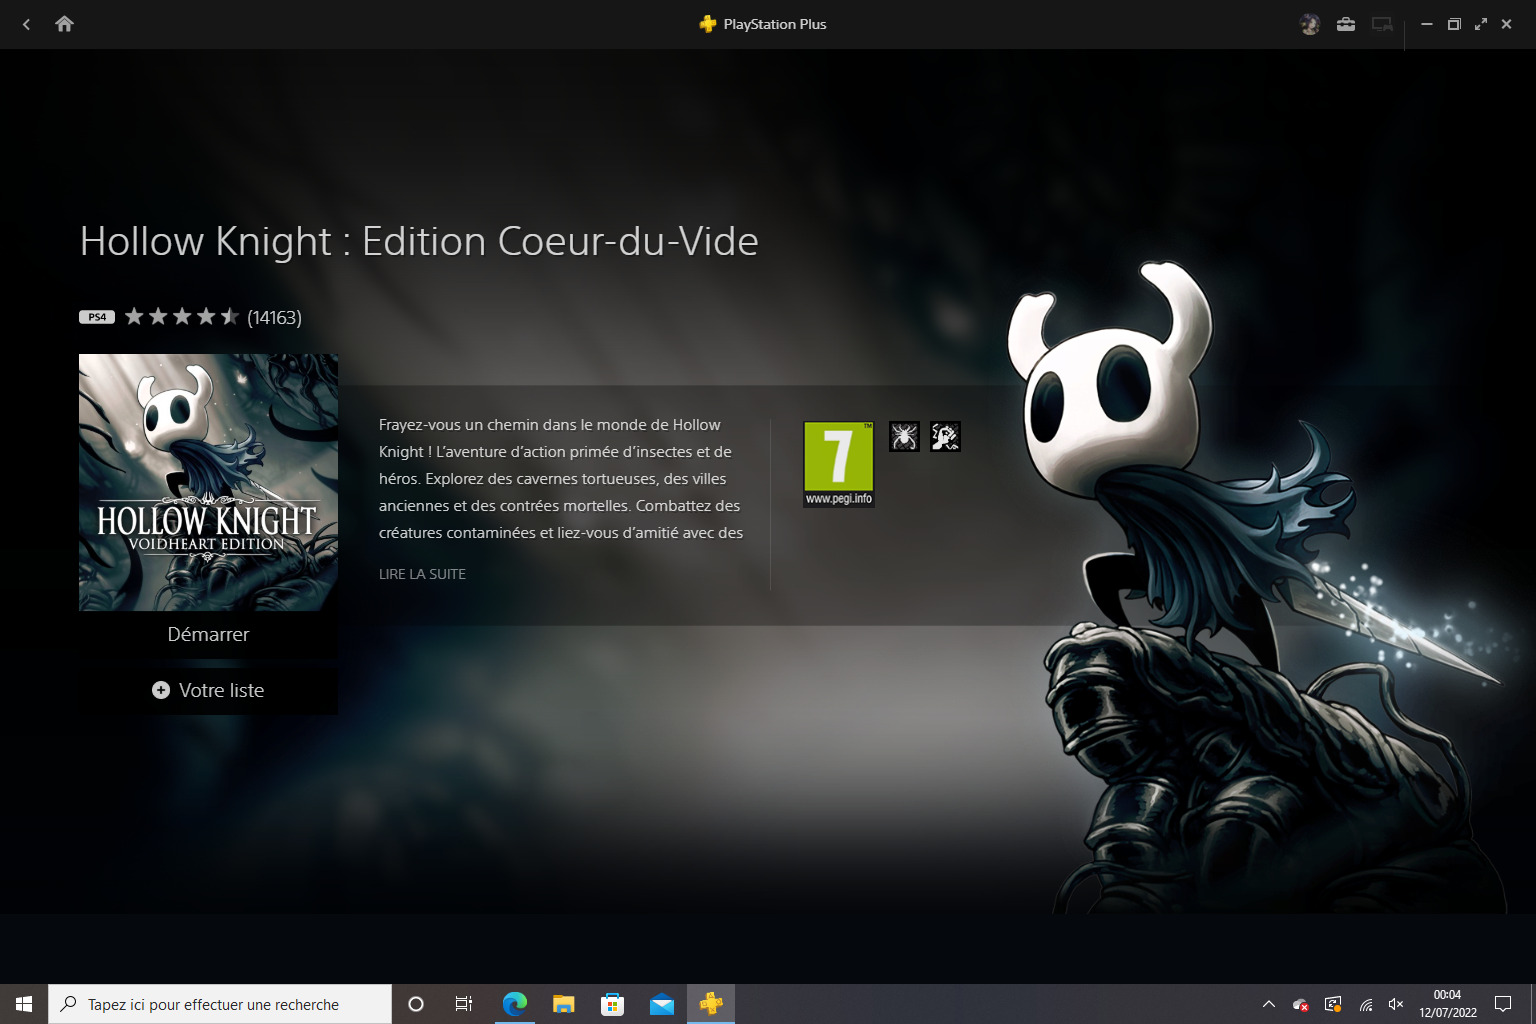 PlayStation Plus
Hollow Knight : Edition Coeur-du-Vide
PS4 (14163)
HOLLOW KNIGHT
VOIDHEART EDITION
Démarrer
Votre liste
Frayez-vous un chemin dans le monde de Hollow
Knight ! L’aventure d’action primée d’insectes et de
héros. Explorez des cavernes tortueuses, des villes
anciennes et des contrées mortelles. Combattez des
créatures contaminées et liez-vous d’amitié avec des
LIRE LA SUITE
7 ™
www.pegi.info
Tapez ici pour effectuer une recherche
00:04
12/07/2022